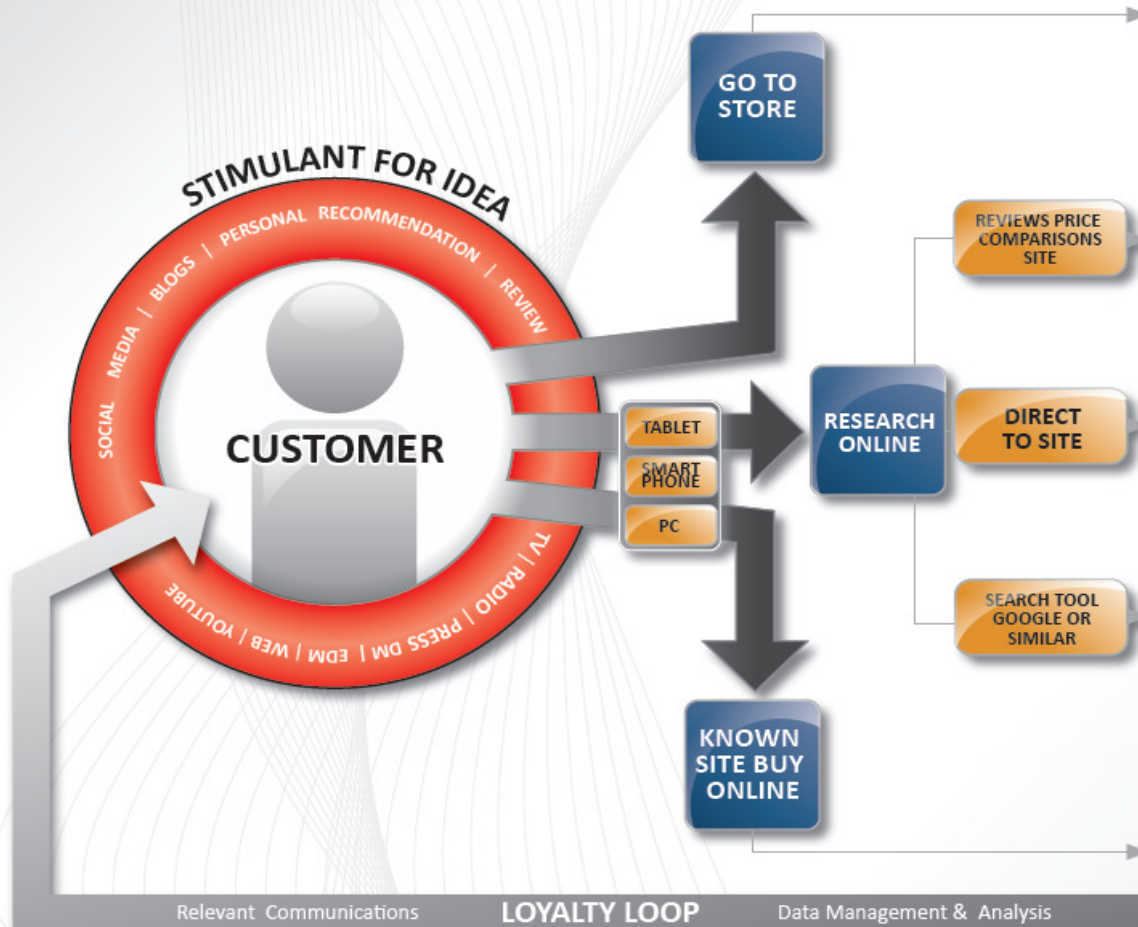 STIMULANT FOR IDEA
SOCIAL MEDIA | BLOGS | PERSONAL RECOMMENDATION | REVIEW
TV | RADIO | PRESS DM | EDM | WEB | YOUTUBE
CUSTOMER
GO TO
STORE
TABLET
SMART
PHONE
PC
RESEARCH
ONLINE
REVIEWS PRICE
COMPARISONS
SITE
DIRECT
TO SITE
SEARCH TOOL
GOOGLE OR
SIMILAR
KNOWN
SITE BUY
ONLINE
Relevant Communications LOYALTY LOOP Data Management & Analysis